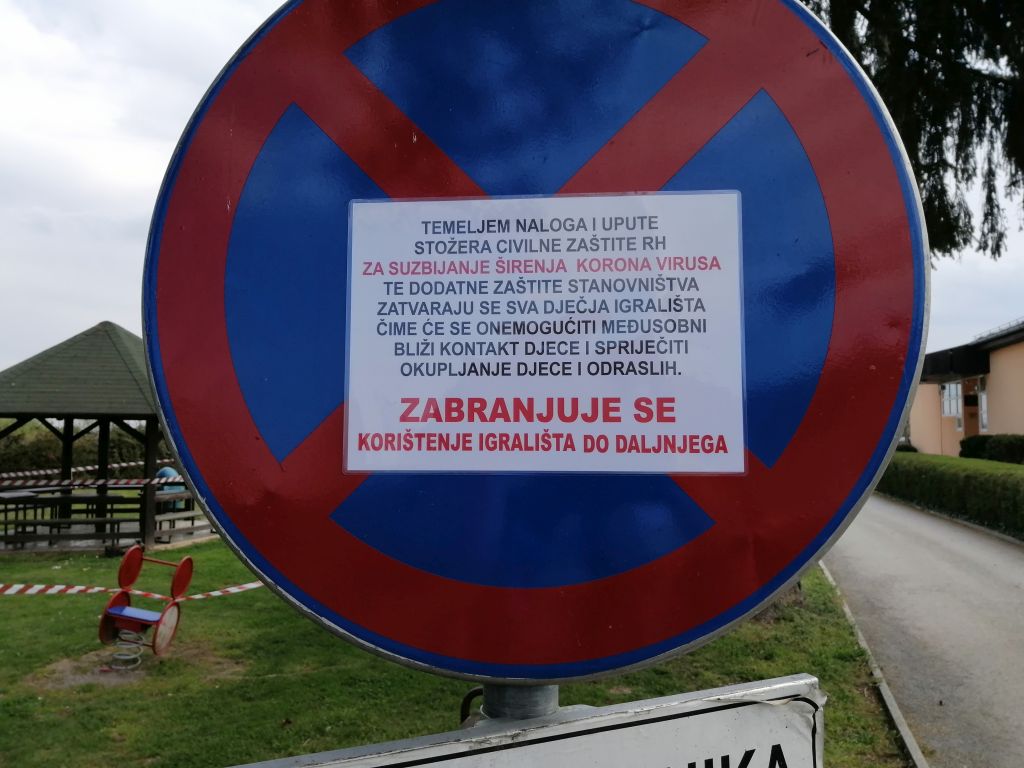 TEMELJEM NALOGA I UPUTE
STOŽERA CIVILNE ZAŠTITE RH
ZA SUZBIJANJE ŠIRENJA KORONA VIRUSA
TE DODATNE ZAŠTITE STANOVNIŠTVA
ZATVARAJU SE SVA DJEČJA IGRALIŠTA
ČIME ĆE SE ONEMOGUĆITI MEĐUSOBNI
BLIŽI KONTAKT DJECE I SPRIJEČITI
OKUPLJANJE DJECE I ODRASLIH.
ZABRANJUJE SE
KORIŠTENJE IGRALIŠTA DO DALJNJEGA